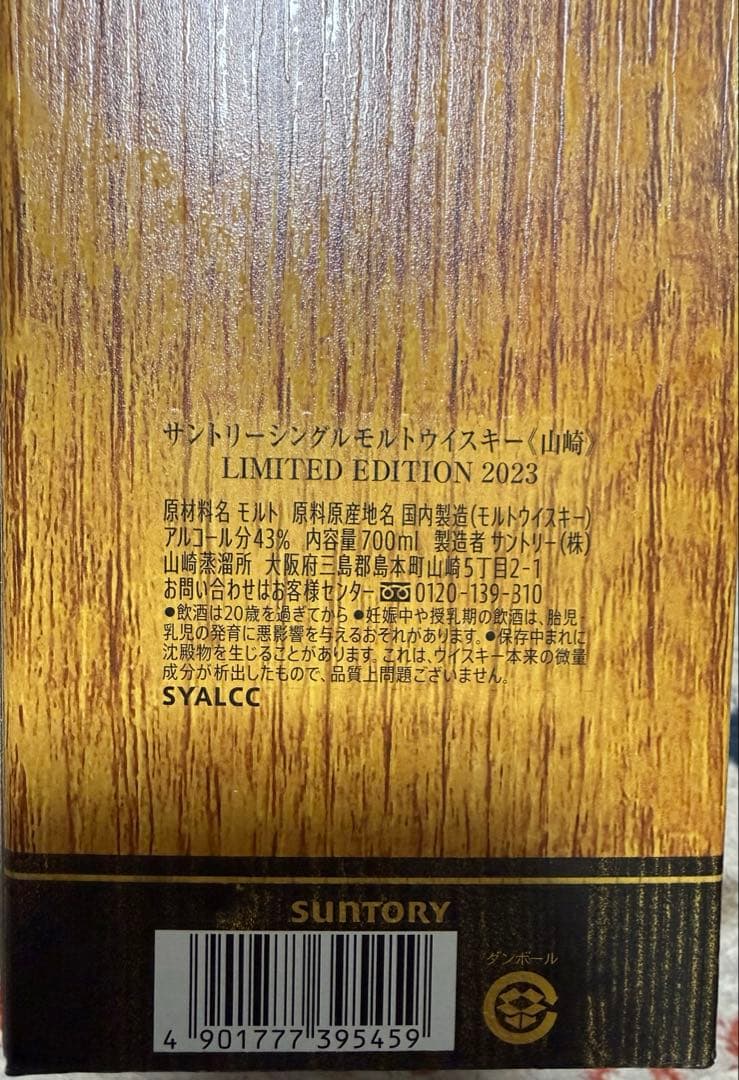 サントリーシングルモルトウイスキー《山崎》
LIMITED EDITION 2023
原材料名 モルト 原料原産地名 国内製造(モルトウイスキー)
アルコール分43% 内容量700ml 製造者 サントリー(株)
山崎蒸溜所 大阪府三島郡島本町山崎5丁目2-1
お問い合わせはお客様センター 0120-139-310
●飲酒は20歳を過ぎてから ●妊娠中や授乳期の飲酒は、胎児・
乳児の発育に悪影響を与えるおそれがあります。●保存中まれに
沈殿物を生じることがあります。これは、ウイスキー本来の微量
成分が析出したもので、品質上問題ございません。
SYALCC
SUNTORY
ダンボール
4 901777 395459